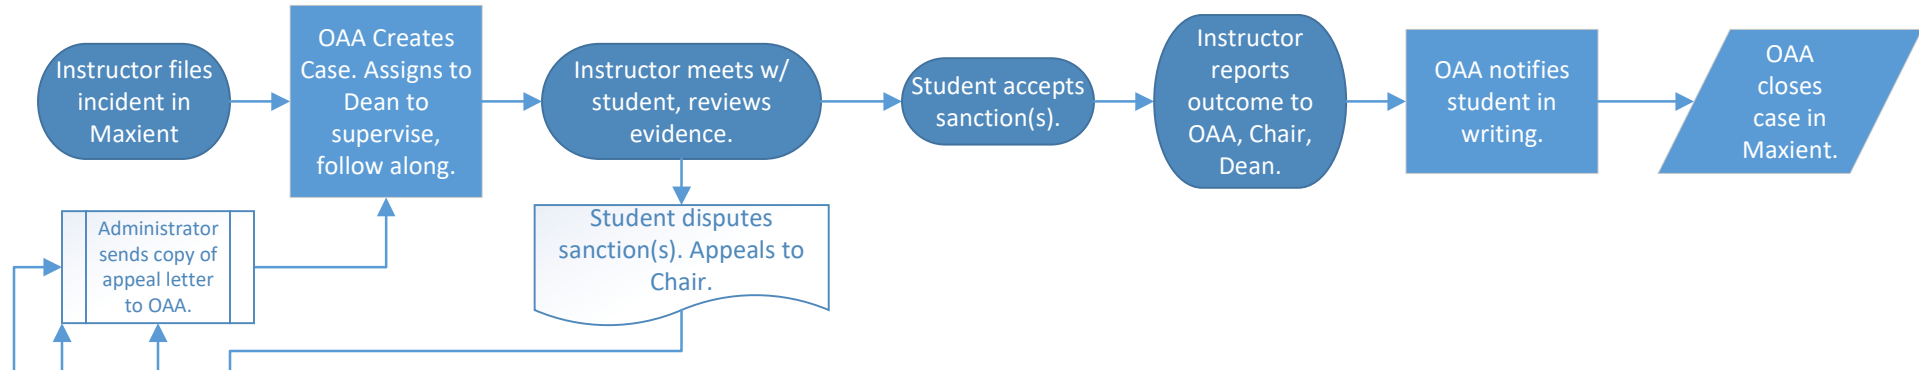 Instructor files
incident in
Maxient
OAA Creates
Case. Assigns to
Dean to
supervise,
follow along.
Instructor meets w/
student, reviews
evidence.
Student accepts
sanction(s).
Instructor
reports
outcome to
OAA, Chair,
Dean.
OAA notifies
student in
writing.
OAA
closes
case in
Maxient.
Administrator
sends copy of
appeal letter
to OAA.
Student disputes
sanction(s). Appeals to
Chair.